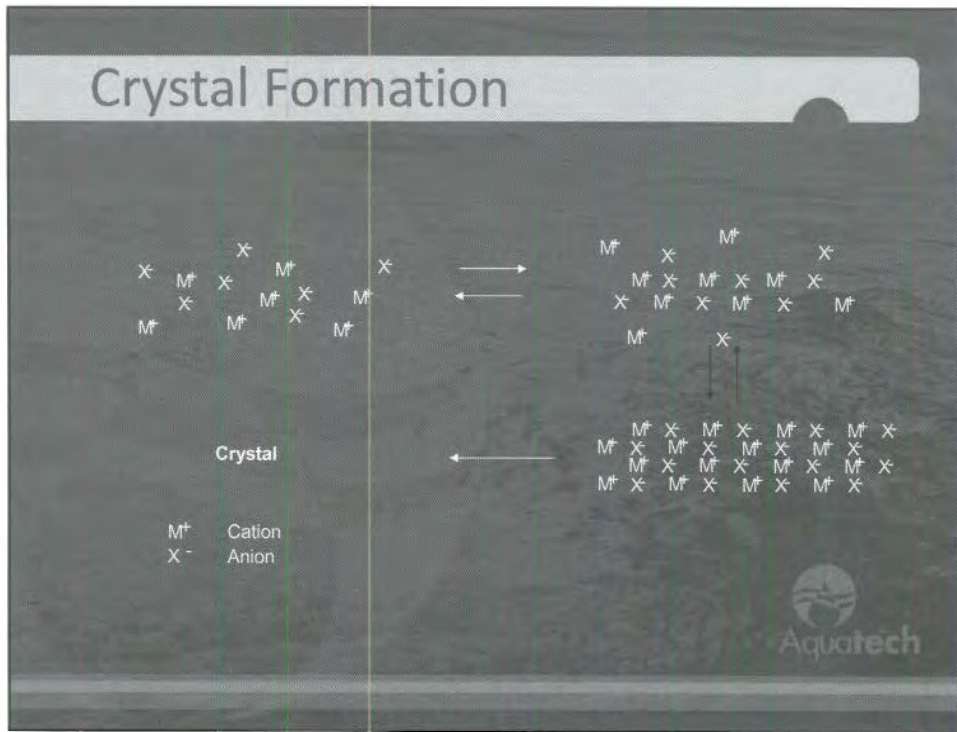 Crystal Formation
X-
X- M+ X-
M+ X-
X- M+ X- M+
X-
M+ M+ M+
M+ X- M+ X-
M+ X- M+ X- M+ X-
X- M+ X- M+ X- M+
M+ X-
M+ X- M+ X- M+ X- M+ X-
M+ X- M+ X- M+ X- M+ X-
M+ X- M+ X- M+ X- M+ X-
M+ X- M+ X- M+ X- M+ X-
Crystal
M+ Cation
X - Anion
Aquatech